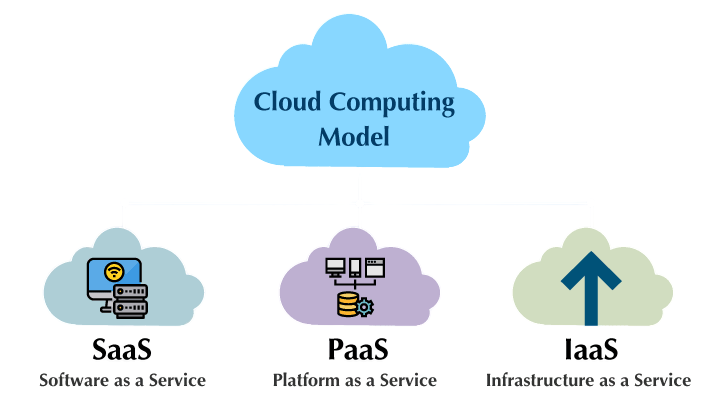 Cloud Computing
Model
SaaS
Software as a Service
PaaS
Platform as a Service
IaaS
Infrastructure as a Service